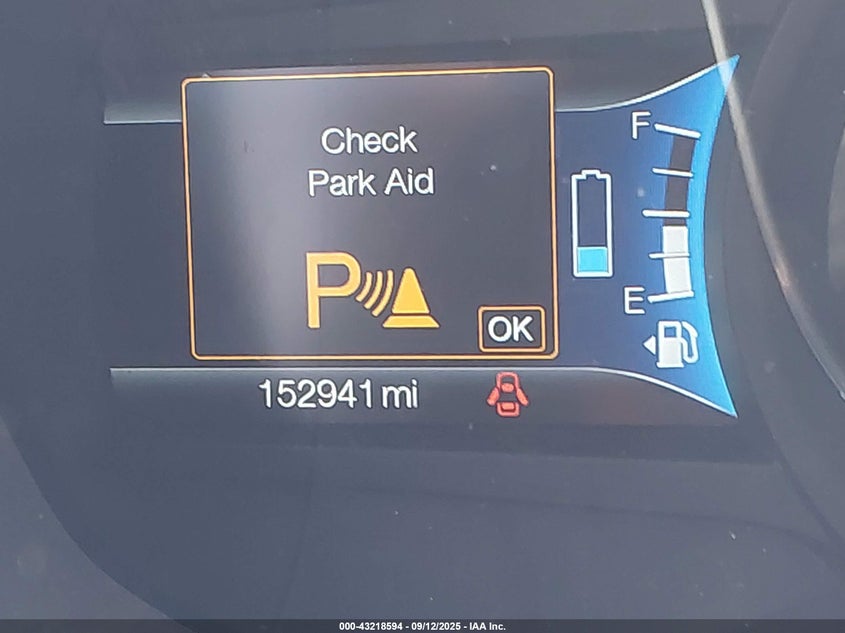 Check
Park Aid
P
OK
F
E
152941 mi
000-43218594 - 09/12/2025 - IAA Inc.